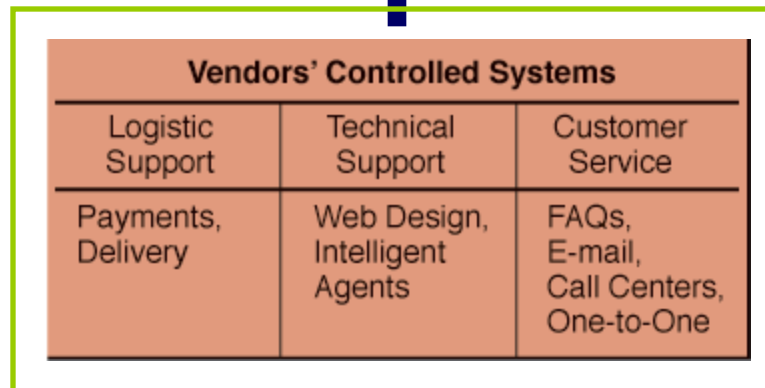 Vendors' Controlled Systems
Logistic
Support
Technical
Support
Customer
Service
Payments,
Delivery
Web Design,
Intelligent
Agents
FAQs,
E-mail,
Call Centers,
One-to-One